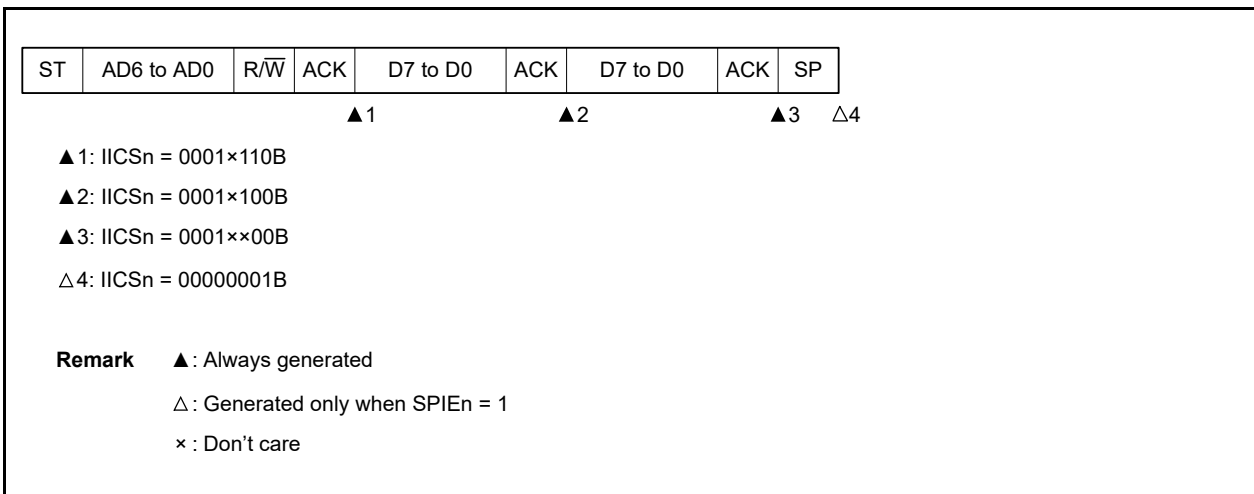 ST AD6 to AD0 R/W̅ ACK D7 to D0 ACK D7 to D0 ACK SP
▲1 ▲2 ▲3 △4
▲1: IICSn = 0001×110B
▲2: IICSn = 0001×100B
▲3: IICSn = 0001××00B
△4: IICSn = 00000001B
Remark ▲: Always generated
△: Generated only when SPIEn = 1
×: Don't care